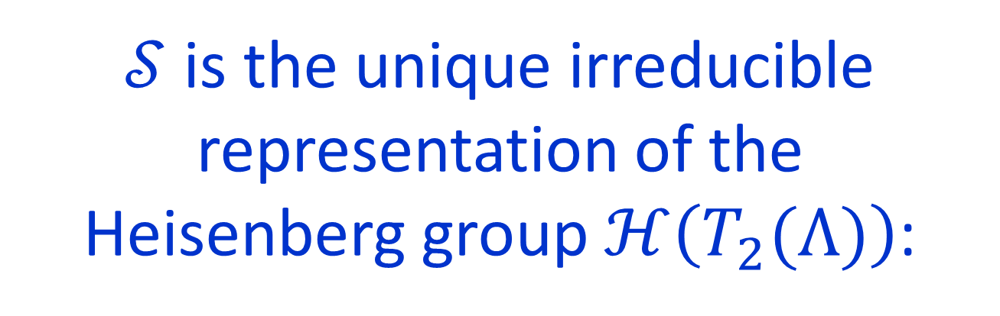 𝒮 is the unique irreducible
representation of the
Heisenberg group ℋ(𝑇₂(Λ)):